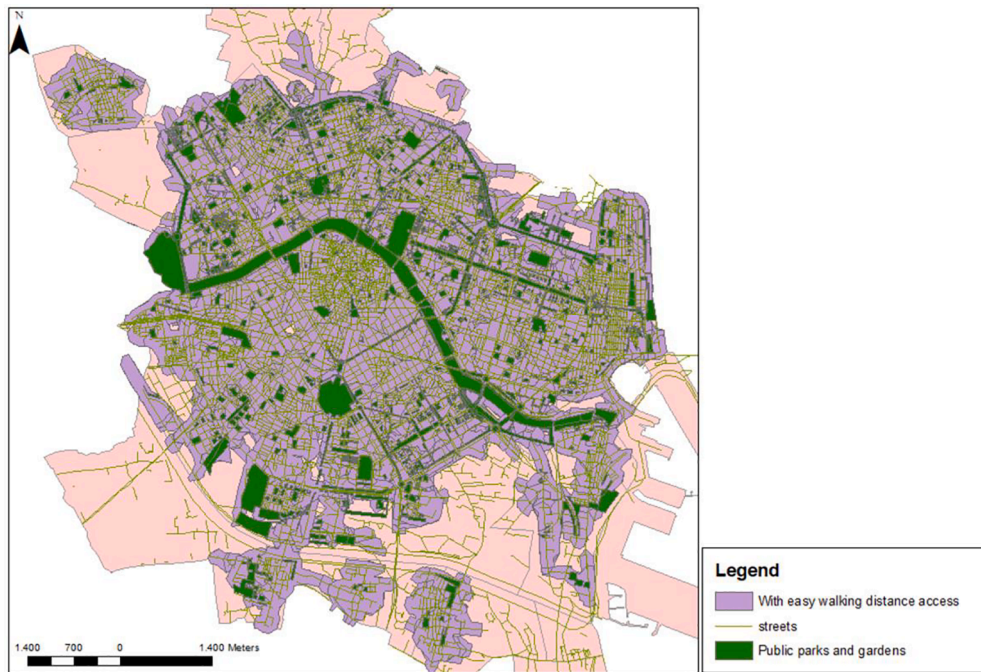 N
Legend
With easy walking distance access
streets
Public parks and gardens
1.400 700 0 1.400 Meters